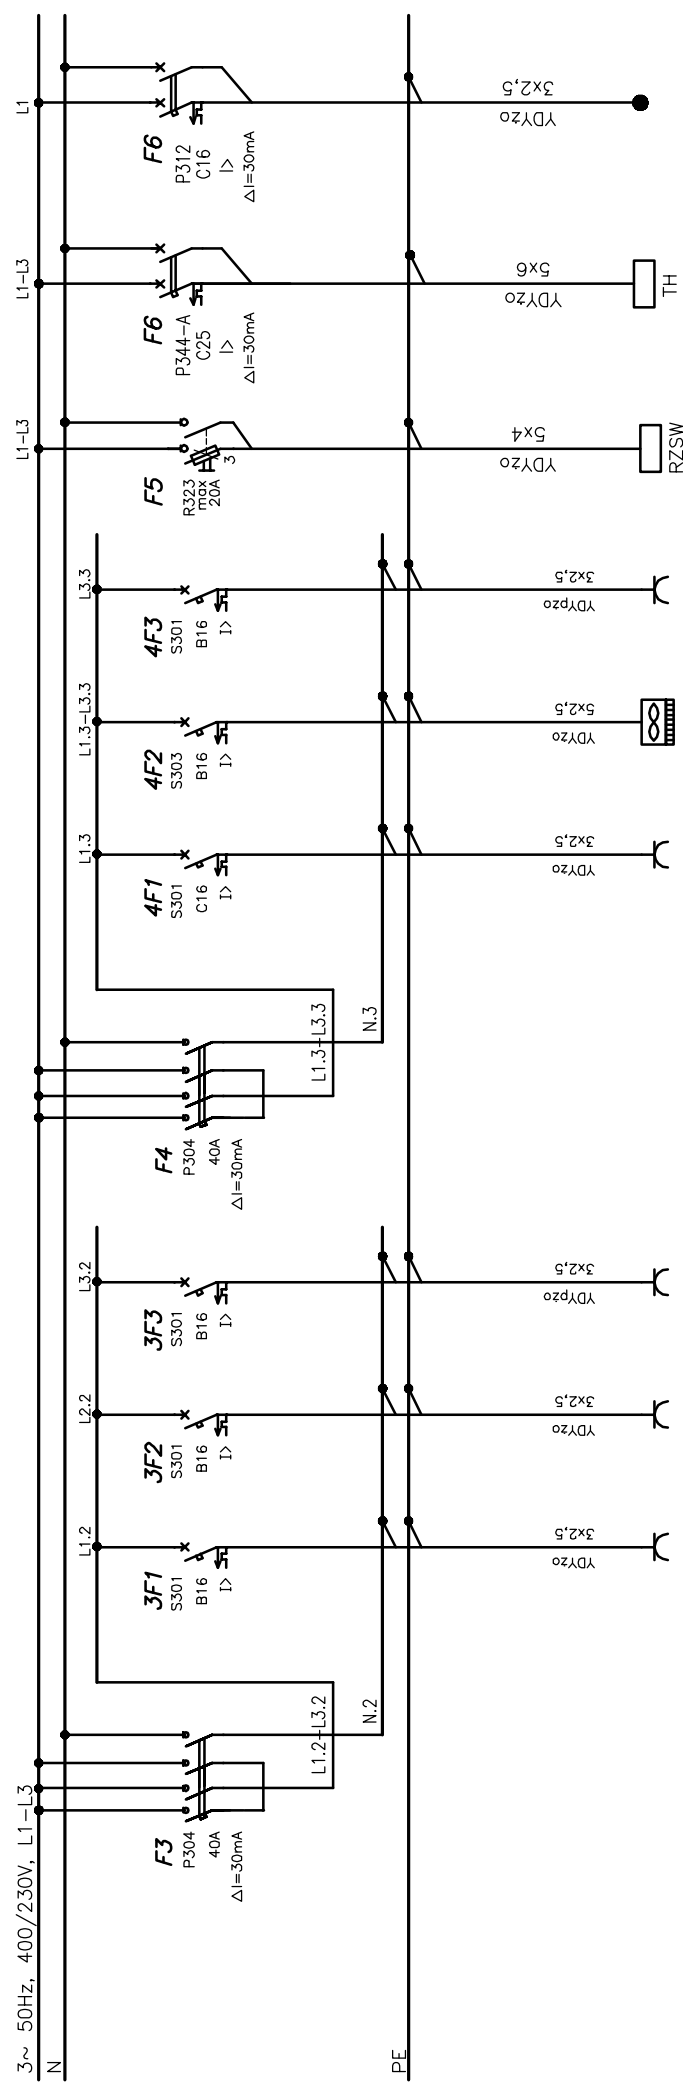 3~ 50Hz, 400/230V, L1-L3
N
PE
F3
P304
40A
ΔI=30mA
L1.2-L3.2
N.2
L1.2
3F1
S301
B16
I>
3x2,5
YDYżo
L2.2
3F2
S301
B16
I>
3x2,5
YDYżo
L3.2
3F3
S301
B16
I>
3x2,5
YDYpżo
F4
P304
40A
ΔI=30mA
L1.3-L3.3
N.3
L1.3
4F1
S301
C16
I>
3x2,5
YDYżo
L1.3-L3.3
4F2
S303
B16
I>
5x2,5
YDYżo
L3.3
4F3
S301
B16
I>
3x2,5
YDYpżo
L1-L3
F5
R323
max
20A
3
5x4
YDYżo
RZSW
L1-L3
F6
P344-A
C25
I>
ΔI=30mA
5x6
YDYżo
TH
L1
F6
P312
C16
I>
ΔI=30mA
3x2,5
YDYżo